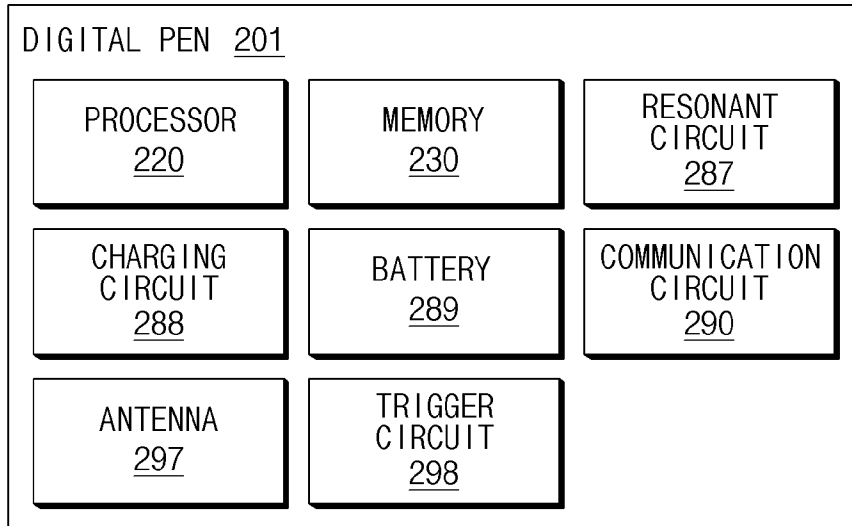 DIGITAL PEN 201
PROCESSOR
220
MEMORY
230
RESONANT
CIRCUIT
287
CHARGING
CIRCUIT
288
BATTERY
289
COMMUNICATION
CIRCUIT
290
ANTENNA
297
TRIGGER
CIRCUIT
298